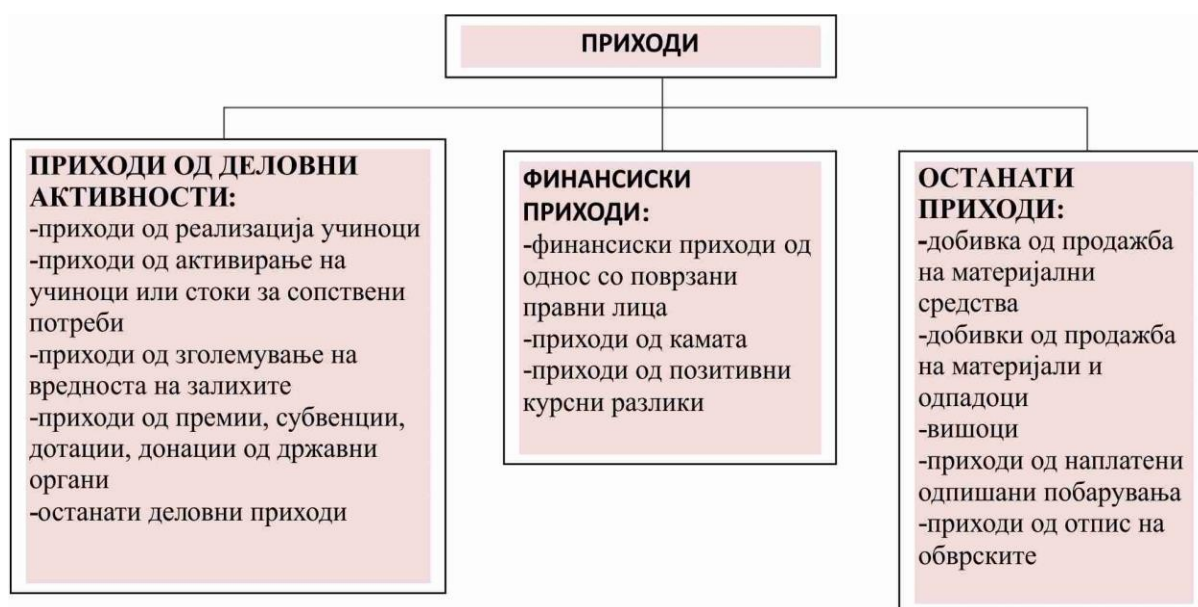 ПРИХОДИ
ПРИХОДИ ОД ДЕЛОВНИ
АКТИВНОСТИ:
-приходи од реализација учиноци
-приходи од активирање на
учиноци или стоки за сопствени
потреби
-приходи од зголемување на
вредноста на залихите
-приходи од премии, субвенции,
дотации, донации од државни
органи
-останати деловни приходи
ФИНАНСИСКИ
ПРИХОДИ:
-финансиски приходи од
однос со поврзани
правни лица
-приходи од камата
-приходи од позитивни
курсни разлики
ОСТАНАТИ
ПРИХОДИ:
-добивка од продажба
на материјални
средства
-добивки од продажба
на материјали и
одпадоци
-вишоци
-приходи од наплатени
одпишани побарувања
-приходи од отпис на
обврските